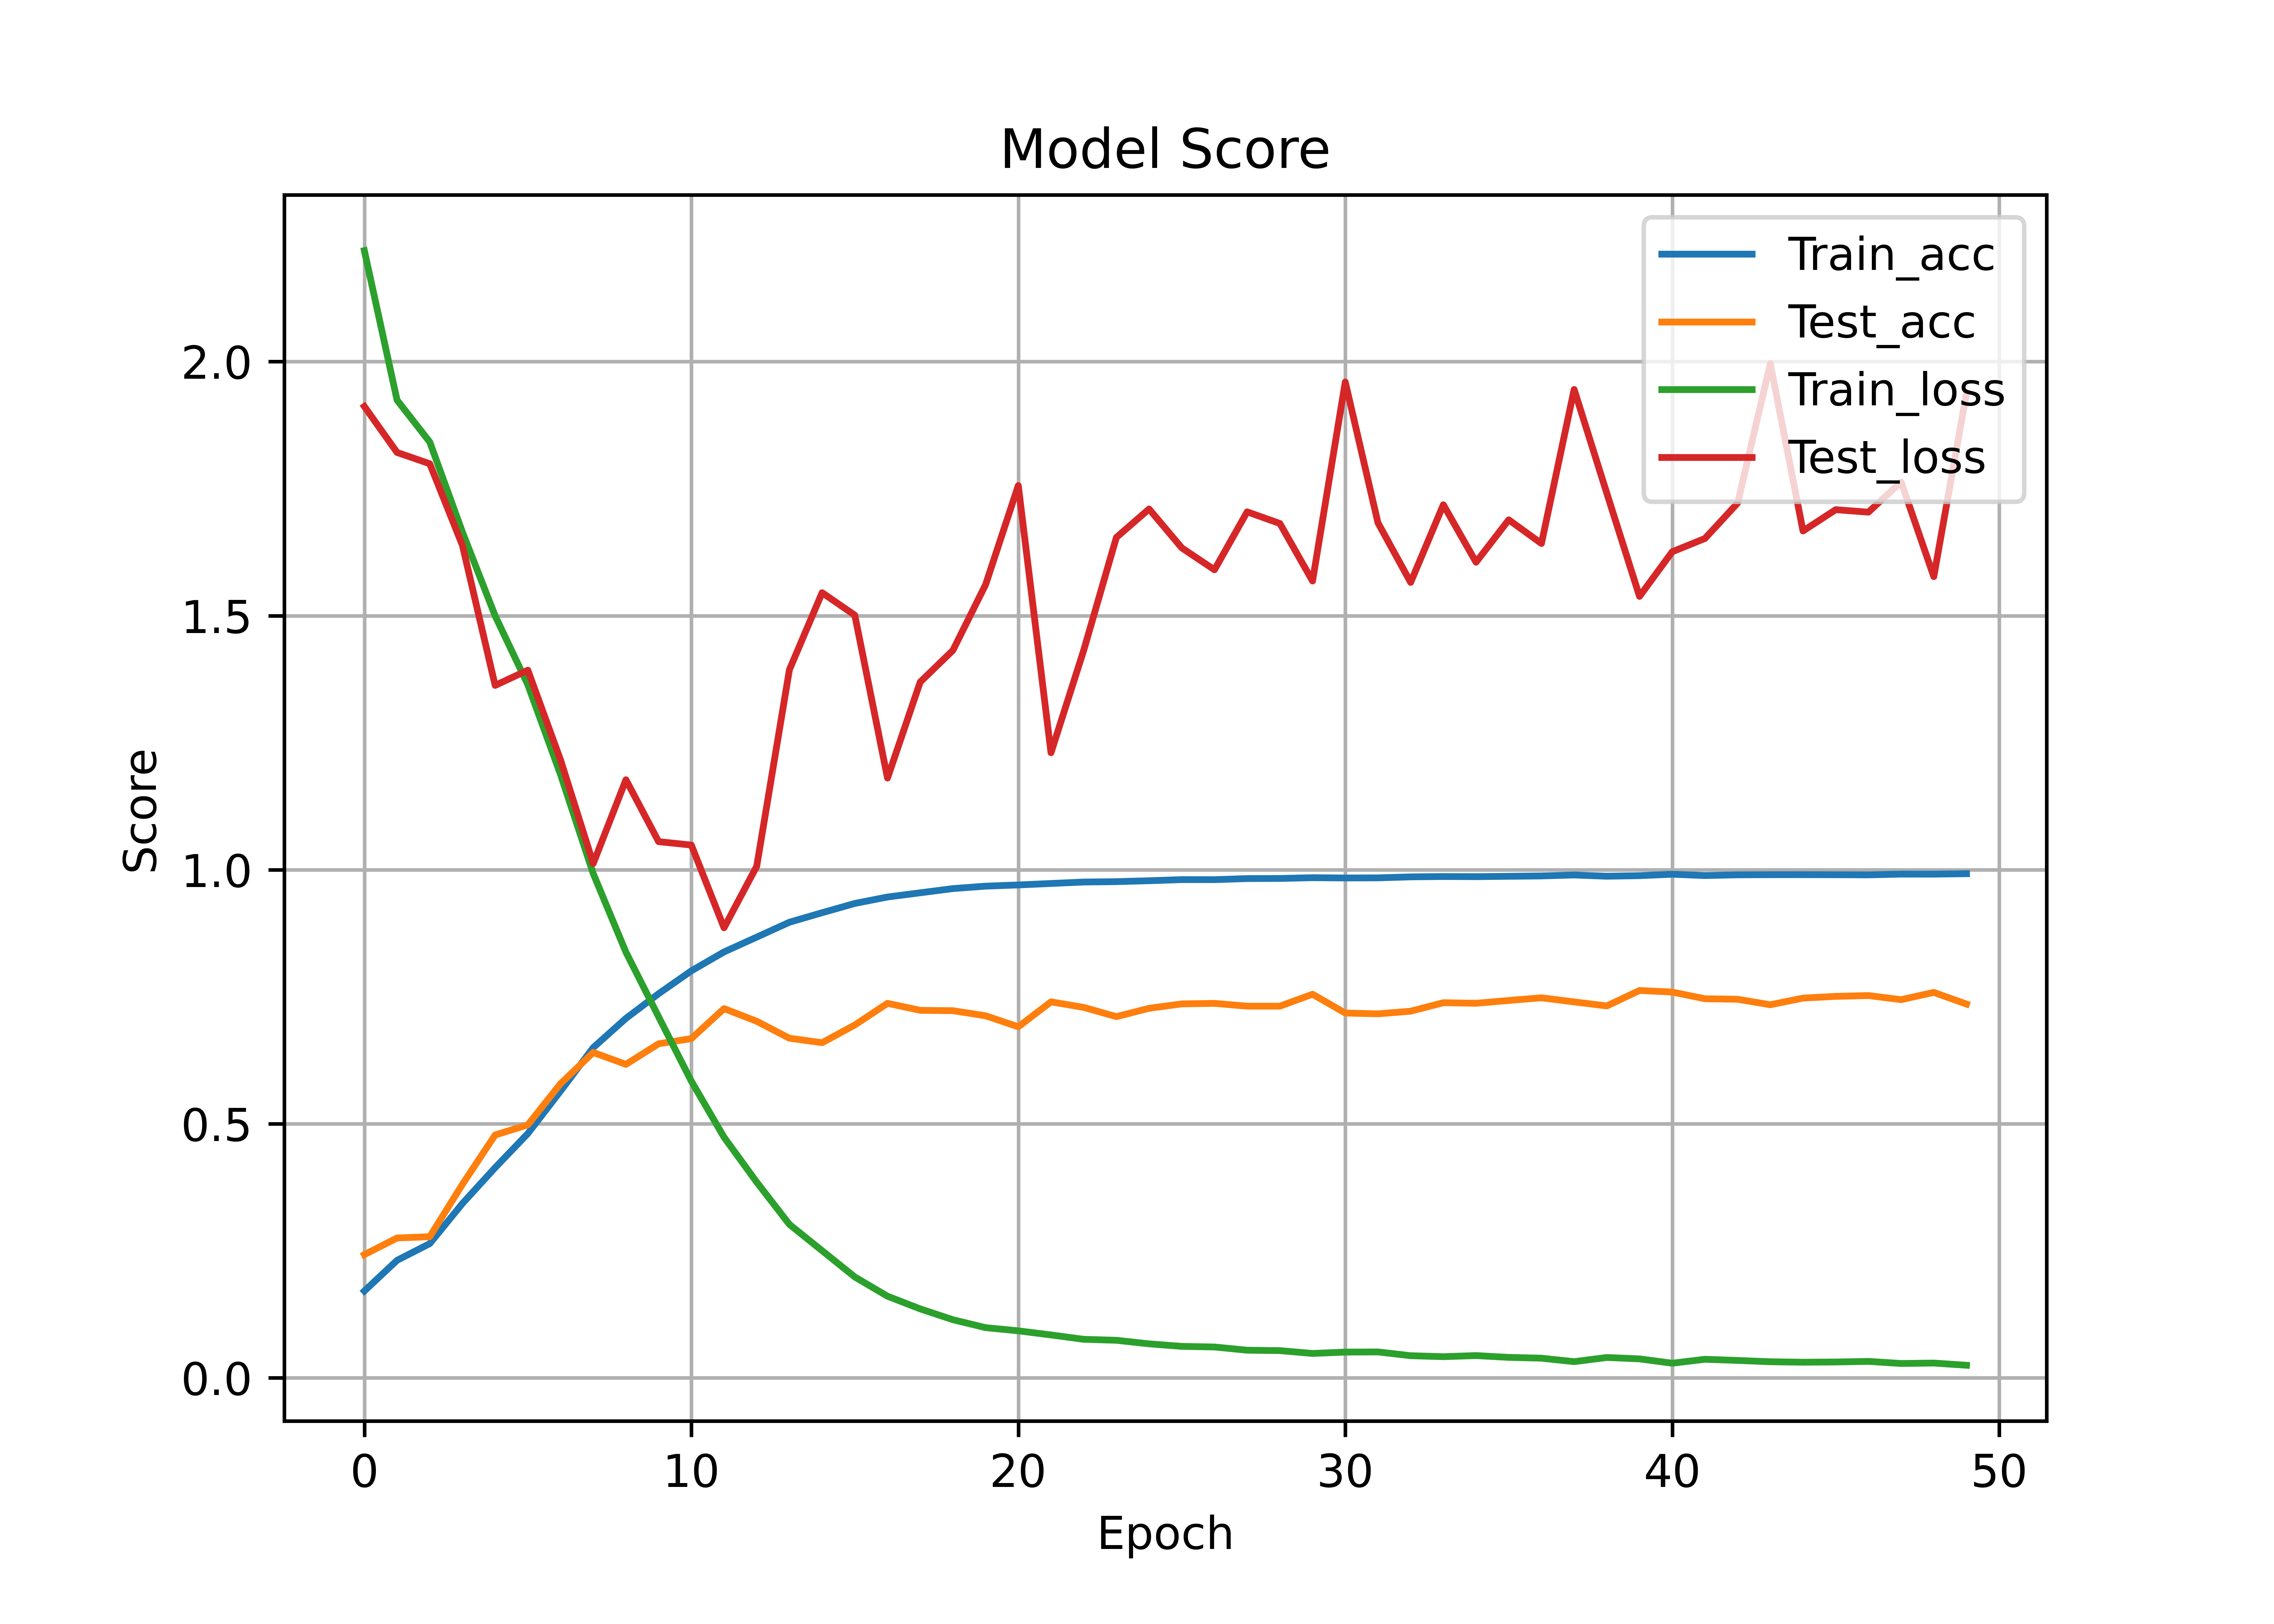 Model Score
Train_acc
Test_acc
Train_loss
Test_loss
Score
2.0
1.5
1.0
0.5
0.0
0 10 20 30 40 50
Epoch